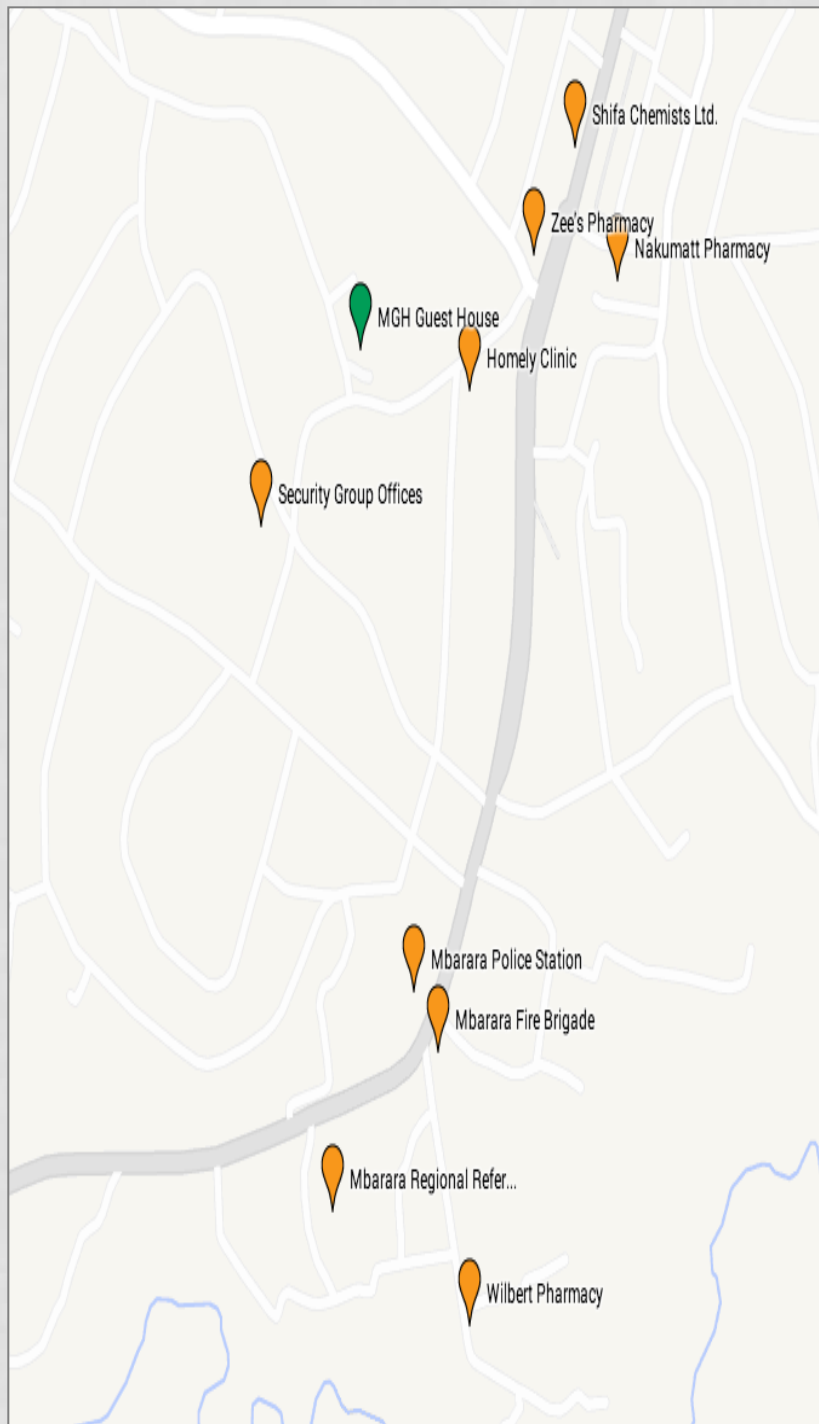 Shifa Chemists Ltd.
Zee's Pharmacy
Nakumatt Pharmacy
MGH Guest House
Homely Clinic
Security Group Offices
Mbarara Police Station
Mbarara Fire Brigade
Mbarara Regional Refer...
Wilbert Pharmacy